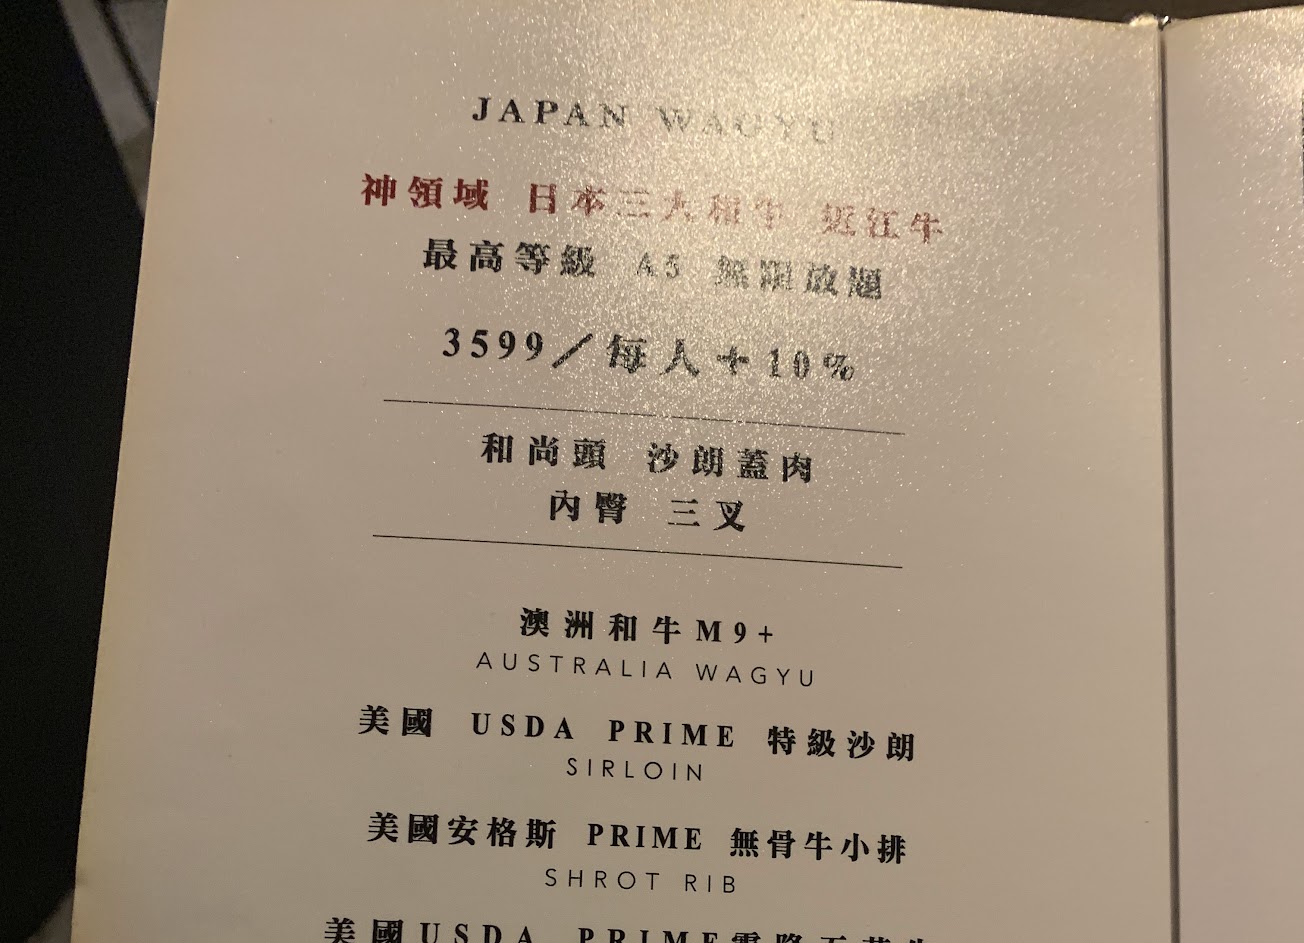 JAPAN WAGYU
神領域 日本三大和牛 近江牛
最高等級 A5 無限放題
3599／每人＋10%
和尚頭 沙朗蓋肉
內臀 三叉
澳洲和牛M9+
AUSTRALIA WAGYU
美國 USDA PRIME 特級沙朗
SIRLOIN
美國安格斯 PRIME 無骨牛小排
SHROT RIB
美國USDA PRIME